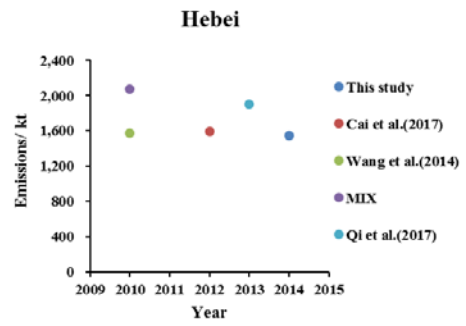 Hebei
Emissions/ kt
2,400
2,000
1,600
1,200
800
400
0
2009 2010 2011 2012 2013 2014 2015
Year
This study
Cai et al.(2017)
Wang et al.(2014)
MIX
Qi et al.(2017)